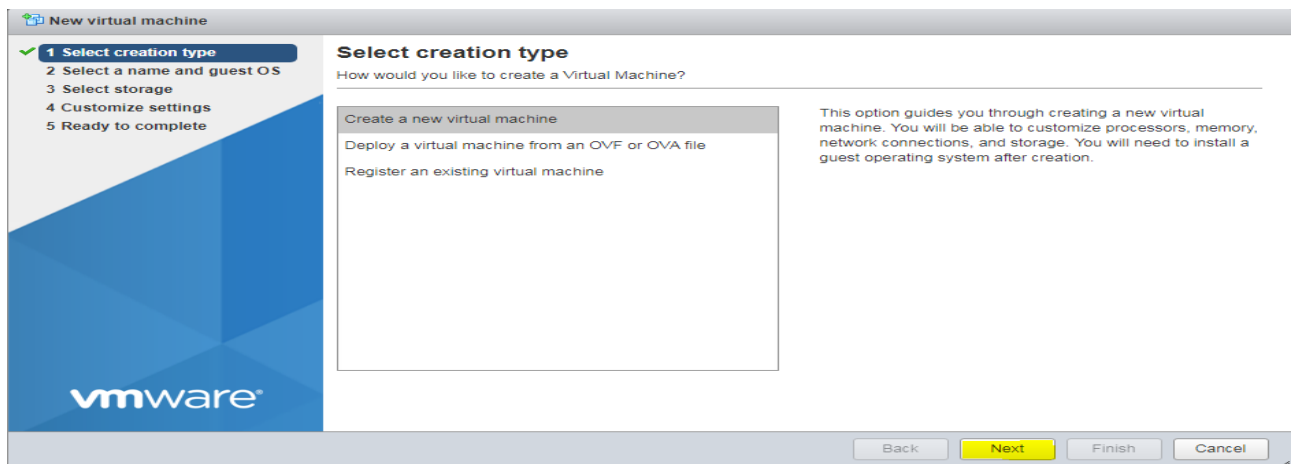 New virtual machine
1 Select creation type
2 Select a name and guest OS
3 Select storage
4 Customize settings
5 Ready to complete
vmware®
Select creation type
How would you like to create a Virtual Machine?
Create a new virtual machine
Deploy a virtual machine from an OVF or OVA file
Register an existing virtual machine
This option guides you through creating a new virtual
machine. You will be able to customize processors, memory,
network connections, and storage. You will need to install a
guest operating system after creation.
Back Next Finish Cancel